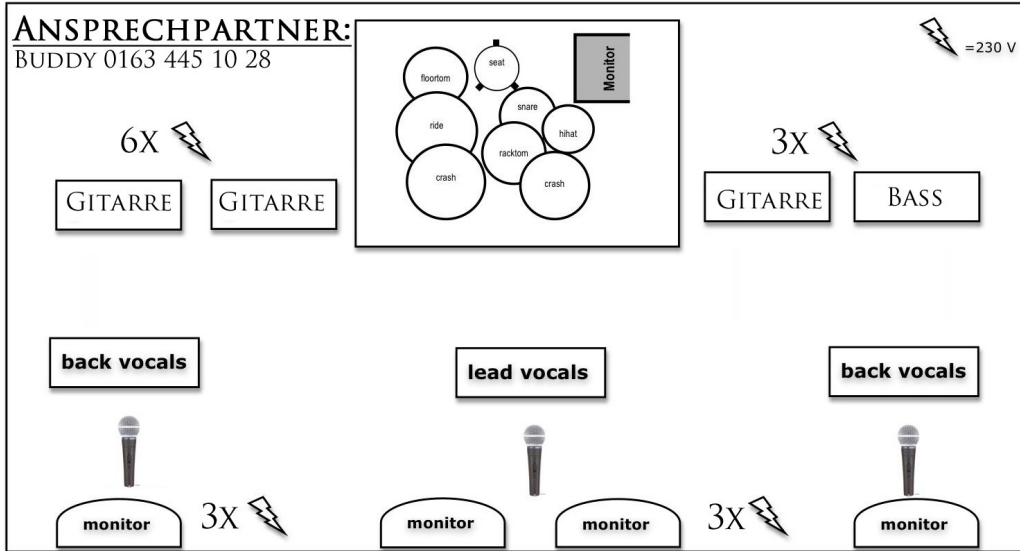 ANSPRECHPARTNER:
BUDDY 0163 445 10 28
=230 V
seat
Monitor
floortom
snare
ride
hihat
racktom
crash
crash
6X
3X
GITARRE
GITARRE
GITARRE
BASS
back vocals
lead vocals
back vocals
monitor
3X
monitor
monitor
3X
monitor